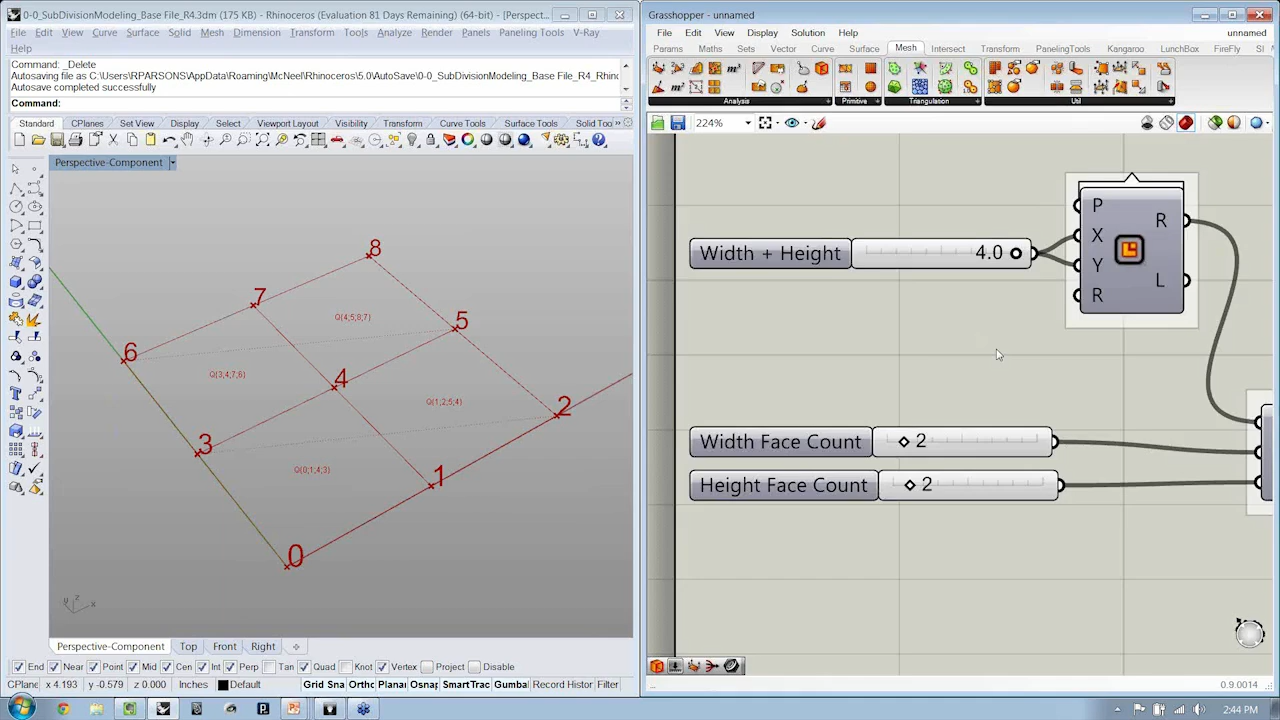 0-0_SubDivisionModeling_Base File_R4.3dm (175 KB) - Rhinoceros (Evaluation 81 Days Remaining) (64-bit) - [Perspect...
File Edit View Curve Surface Solid Mesh Dimension Transform Tools Analyze Render Panels Paneling Tools V-Ray
Help
Command: _Delete
Autosaving file as C:\Users\RPARSONS\AppData\Roaming\McNeel\Rhinoceros\5.0\AutoSave\0-0_SubDivisionModeling_Base File_R4_Rhino
Autosave completed successfully
Command:
Standard CPlanes Set View Display Select Viewport Layout Visibility Transform Curve Tools Surface Tools Solid Too
Perspective-Component
8
7
Q(4;5;8;7)
5
6
Q(3;4;7;6)
4
Q(1;2;5;4)
2
3
Q(0;1;4;3)
1
0
z
y
x
Perspective-Component Top Front Right
End Near Point Mid Cen Int Perp Tan Quad Knot Vertex Project Disable
CPlane x 4.193 y -0.579 z 0.000 Inches Default Grid Sna Ortho Planar Osnap SmartTrac Gumba Record Histor Filter
Grasshopper - unnamed
File Edit View Display Solution Help unnamed
Params Maths Sets Vector Curve Surface Mesh Intersect Transform PanelingTools Kangaroo LunchBox FireFly
Analysis Primitive Triangulation Util
224%
P
X
Y
R
R
L
Width + Height 4.0
Width Face Count 2
Height Face Count 2
...
0.9.0014
2:44 PM